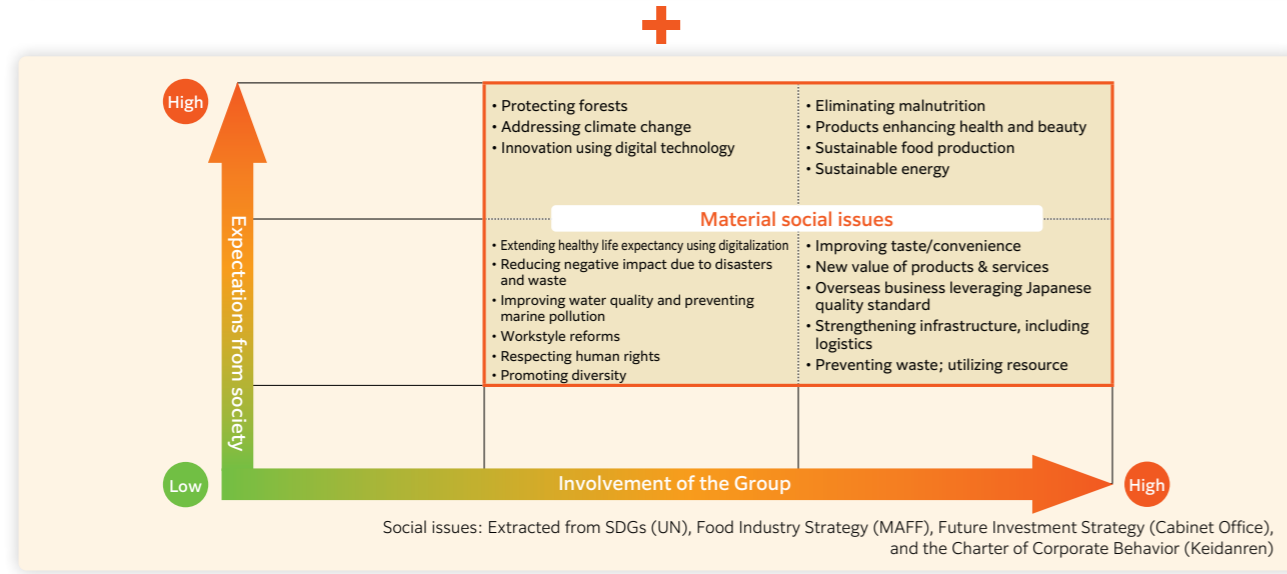 High
• Protecting forests
• Addressing climate change
• Innovation using digital technology
• Eliminating malnutrition
• Products enhancing health and beauty
• Sustainable food production
• Sustainable energy
Material social issues
• Extending healthy life expectancy using digitalization
• Reducing negative impact due to disasters
and waste
• Improving water quality and preventing
marine pollution
• Workstyle reforms
• Respecting human rights
• Promoting diversity
• Improving taste/convenience
• New value of products & services
• Overseas business leveraging Japanese
quality standard
• Strengthening infrastructure, including
logistics
• Preventing waste; utilizing resource
Expectations from society
Low
Involvement of the Group
High
Social issues: Extracted from SDGs (UN), Food Industry Strategy (MAFF), Future Investment Strategy (Cabinet Office),
and the Charter of Corporate Behavior (Keidanren)